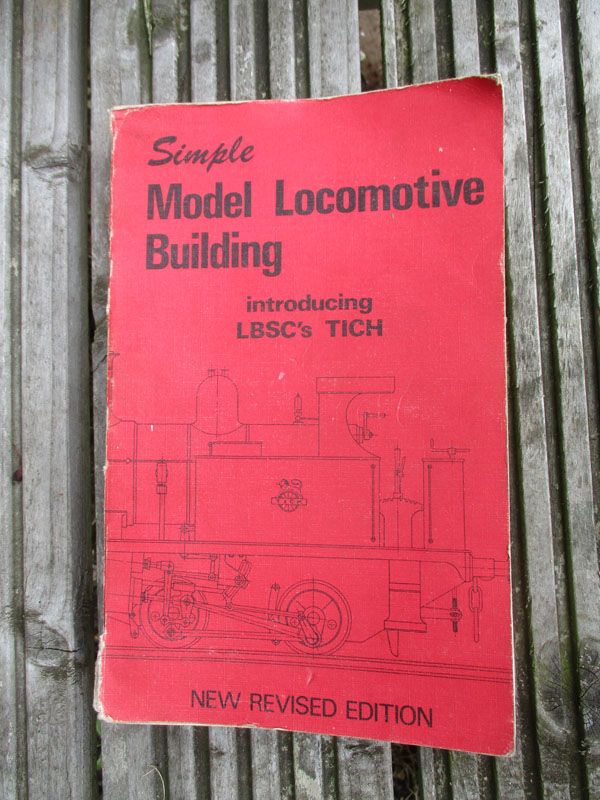 Simple
Model Locomotive
Building
introducing
LBSC's TICH
NEW REVISED EDITION